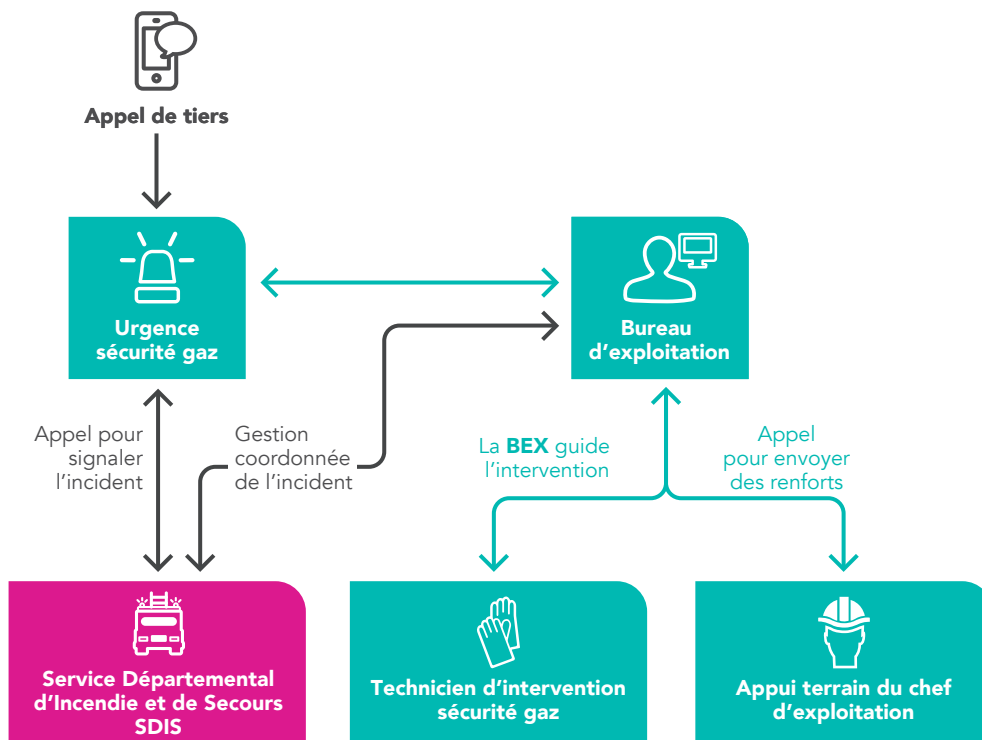 Appel de tiers
Urgence
sécurité gaz
Bureau
d'exploitation
Appel pour
signaler
l'incident
Gestion
coordonnée
de l'incident
La BEX guide
l'intervention
Appel
pour envoyer
des renforts
Service Départemental
d'Incendie et de Secours
SDIS
Technicien d'intervention
sécurité gaz
Appui terrain du chef
d'exploitation